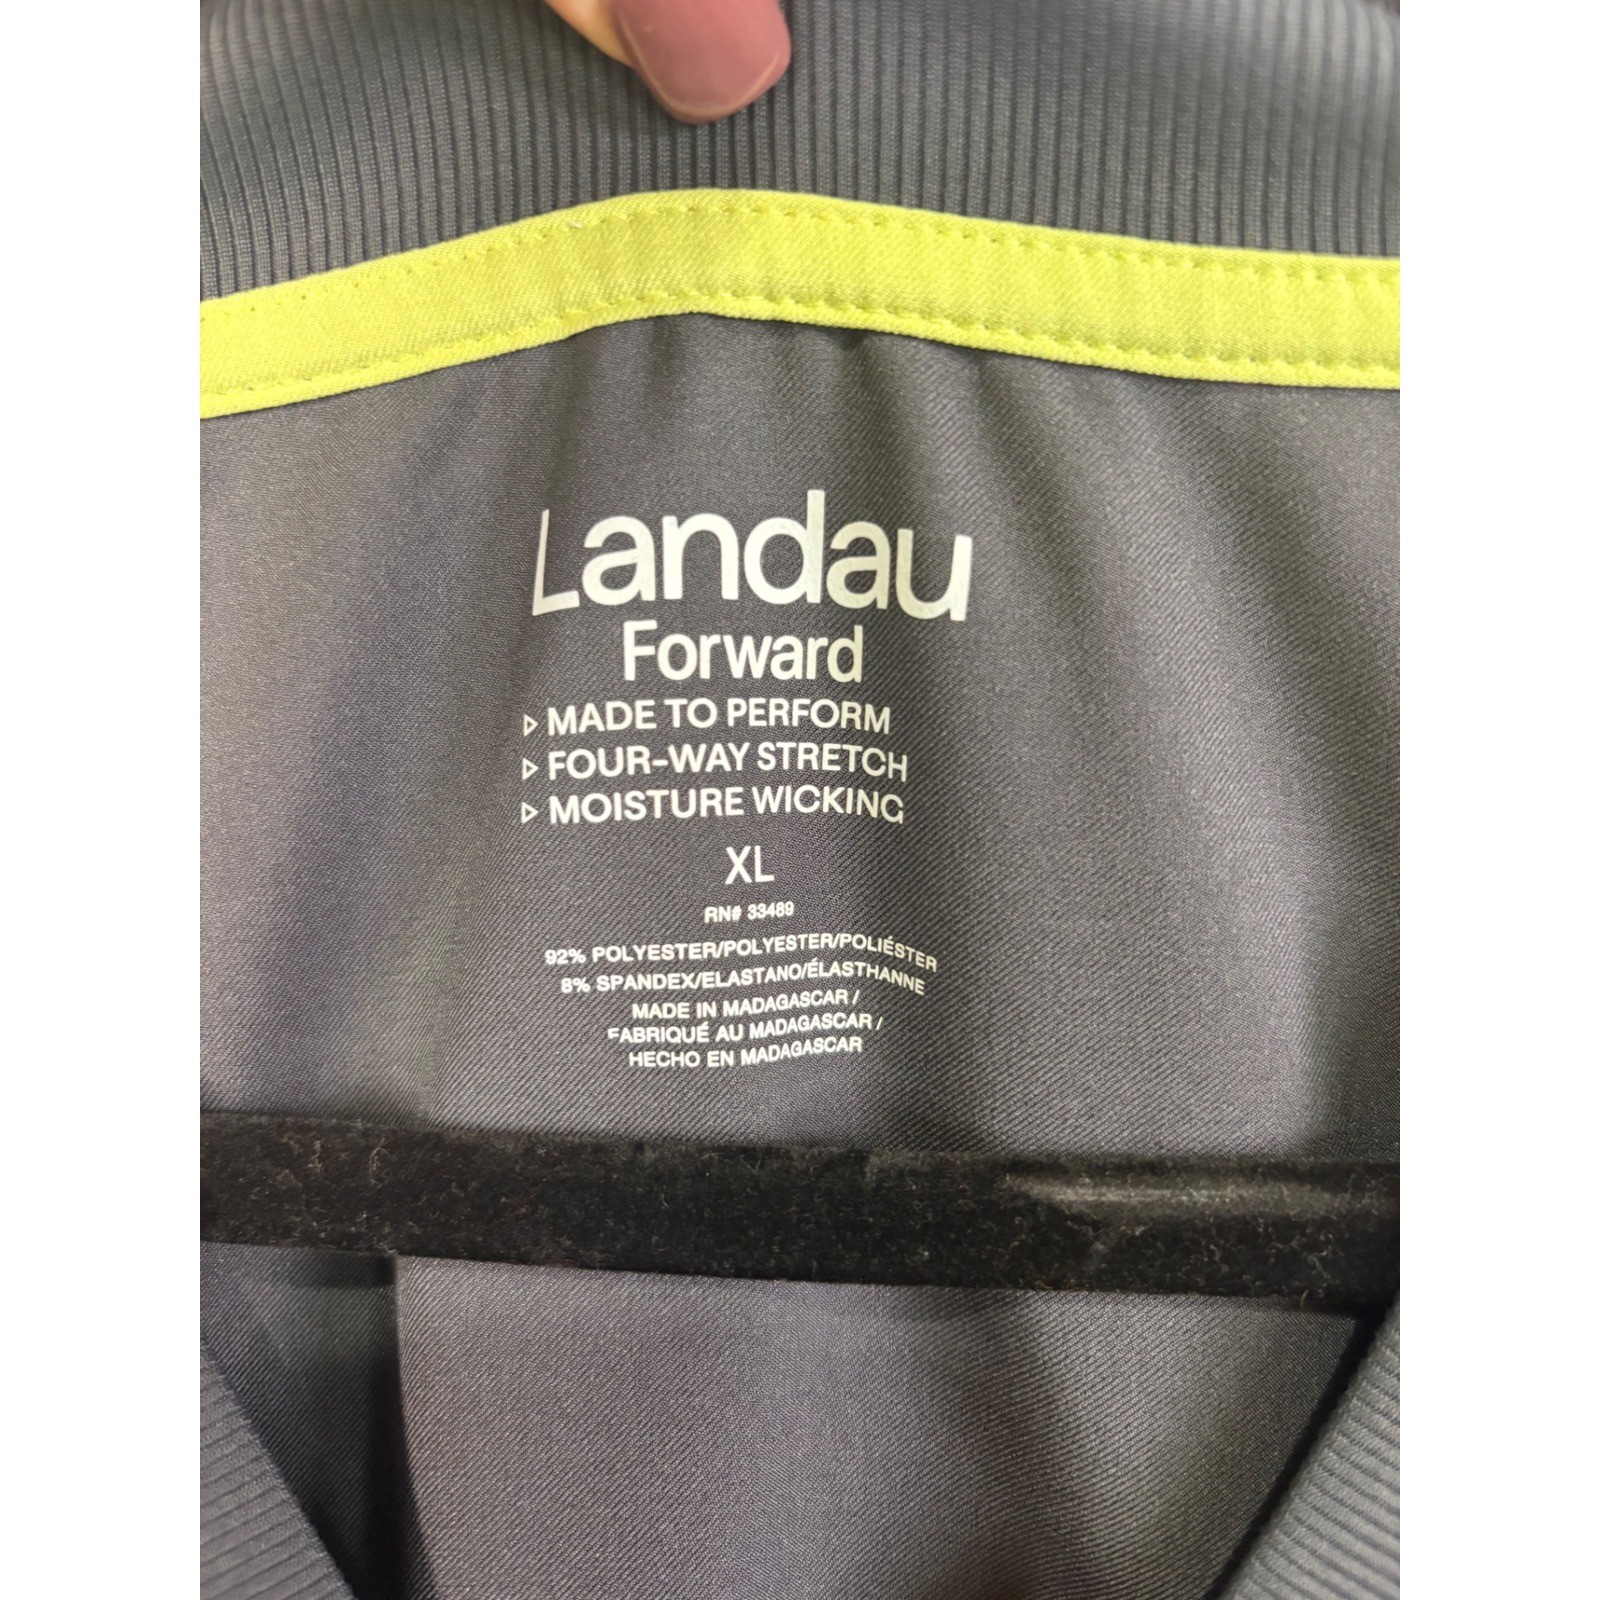 Landau
Forward
▷ MADE TO PERFORM
▷ FOUR-WAY STRETCH
▷ MOISTURE WICKING
XL
RN# 33489
92% POLYESTER/POLYESTER/POLIÉSTER
8% SPANDEX/ELASTANO/ÉLASTHANNE
MADE IN MADAGASCAR /
FABRIQUÉ AU MADAGASCAR /
HECHO EN MADAGASCAR